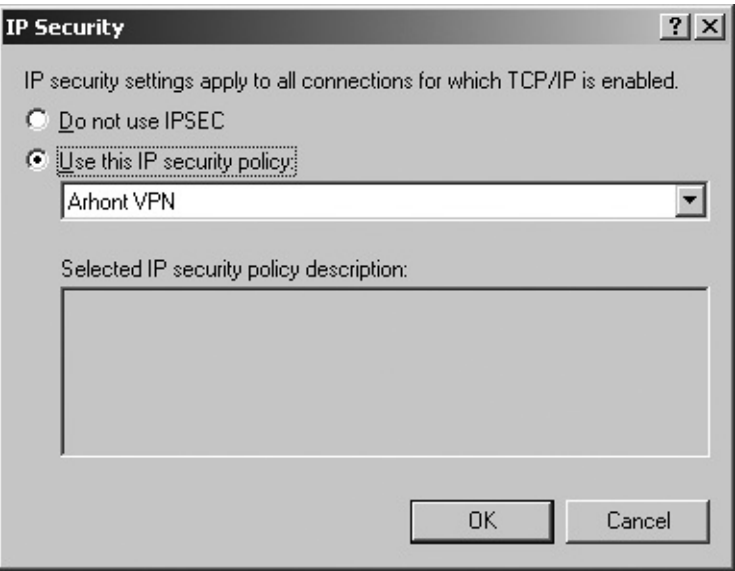 IP Security
IP security settings apply to all connections for which TCP/IP is enabled.
Do not use IPSEC
Use this IP security policy:
Arhont VPN
Selected IP security policy description:
OK Cancel